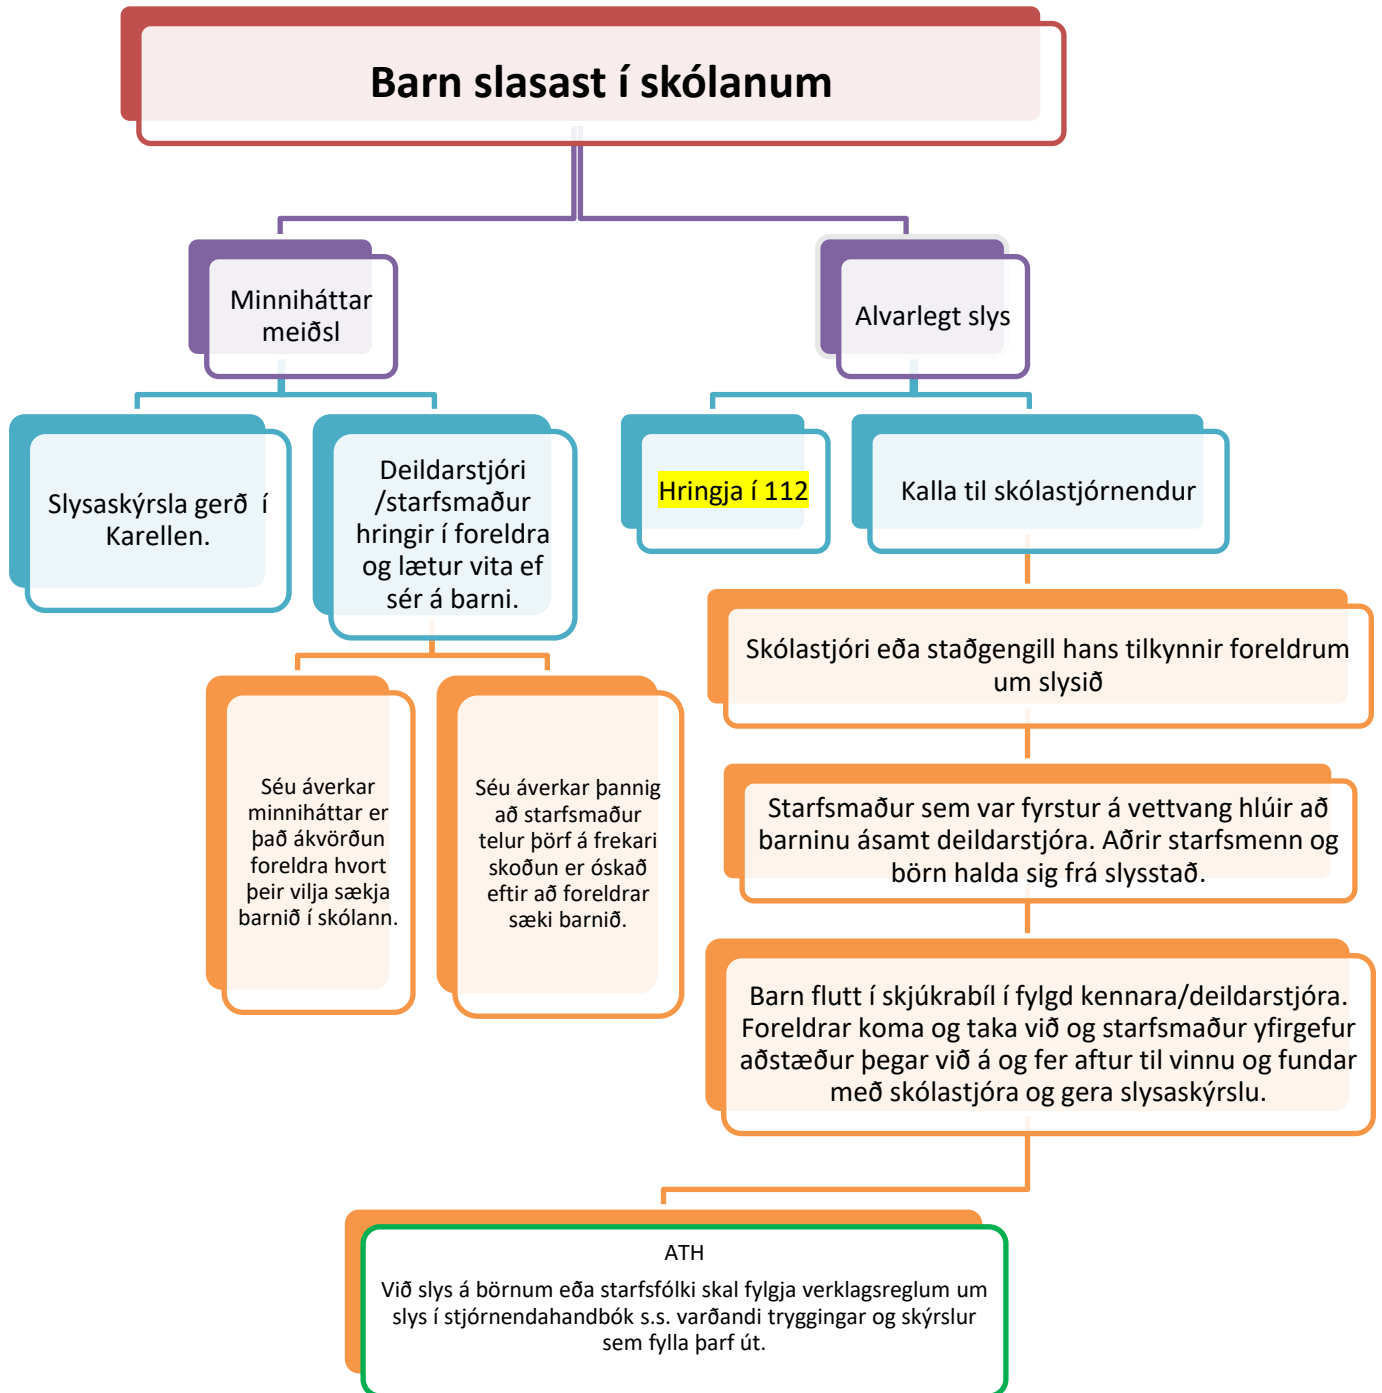 Barn slasast í skólanum
Minniháttar
meiðsl
Alvarlegt slys
Slysaskýrsla gerð í
Karellen.
Deildarstjóri
/starfsmaður
hringir í foreldra
og lætur vita ef
sér á barni.
Hringja í 112
Kalla til skólastjórnendur
Séu áverkar
minniháttar er
það ákvörðun
foreldra hvort
þeir vilja sækja
barnið í skólann.
Séu áverkar þannig
að starfsmaður
telur þörf á frekari
skoðun er óskað
eftir að foreldrar
sæki barnið.
Skólastjóri eða staðgengill hans tilkynnir foreldrum
um slysið
Starfsmaður sem var fyrstur á vettvang hlúir að
barninu ásamt deildarstjóra. Aðrir starfsmenn og
börn halda sig frá slysstað.
Barn flutt í skjúkrabíl í fylgd kennara/deildarstjóra.
Foreldrar koma og taka við og starfsmaður yfirgefur
aðstæður þegar við á og fer aftur til vinnu og fundar
með skólastjóra og gera slysaskýrslu.
ATH
Við slys á börnum eða starfsfólki skal fylgja verklagsreglum um
slys í stjórnendahandbók s.s. varðandi tryggingar og skýrslur
sem fylla þarf út.